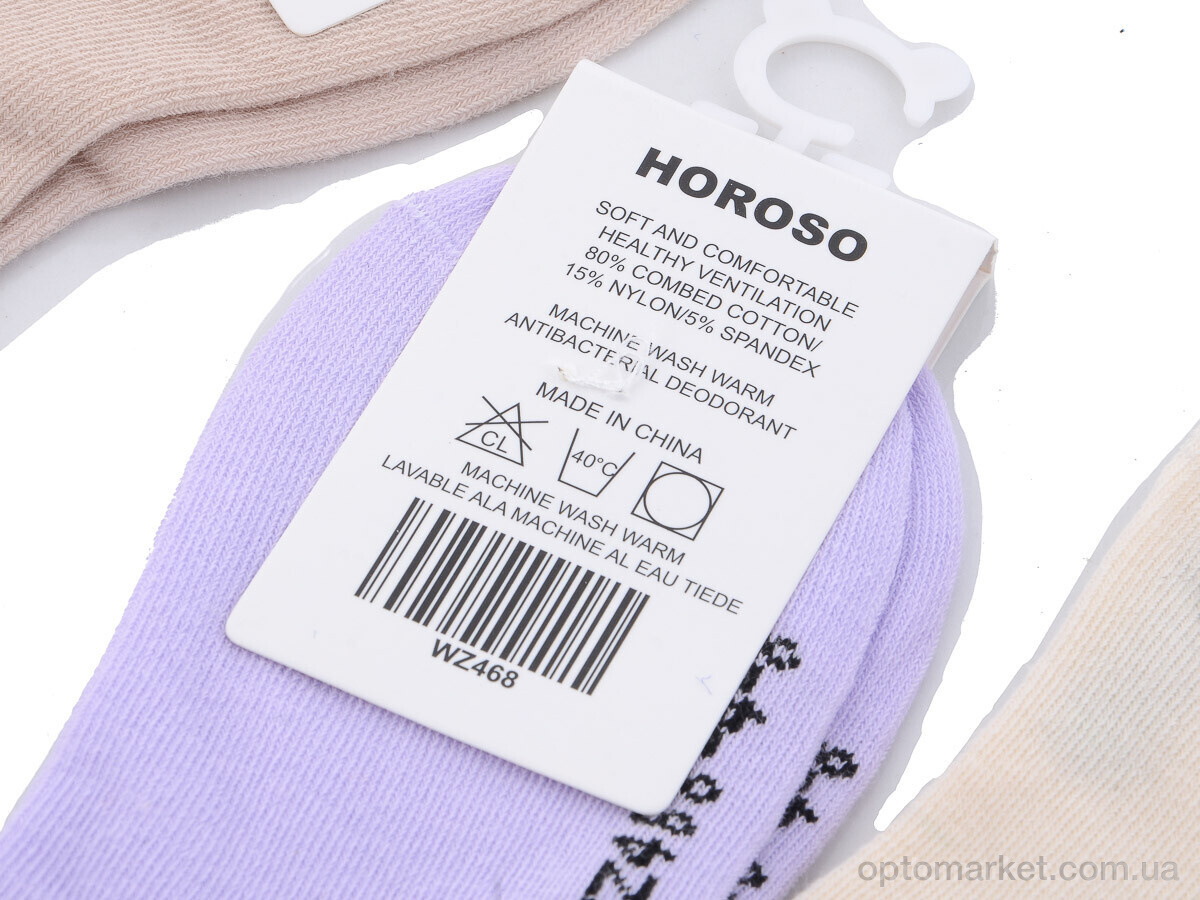 HOROSO
SOFT AND COMFORTABLE
HEALTHY VENTILATION
80% COMBED COTTON/
15% NYLON/5% SPANDEX
MACHINE WASH WARM
ANTIBACTERIAL DEODORANT
MADE IN CHINA
CL
40°C
MACHINE WASH WARM
LAVABLE ALA MACHINE AL EAU TIEDE
WZ468
optomarket.com.ua